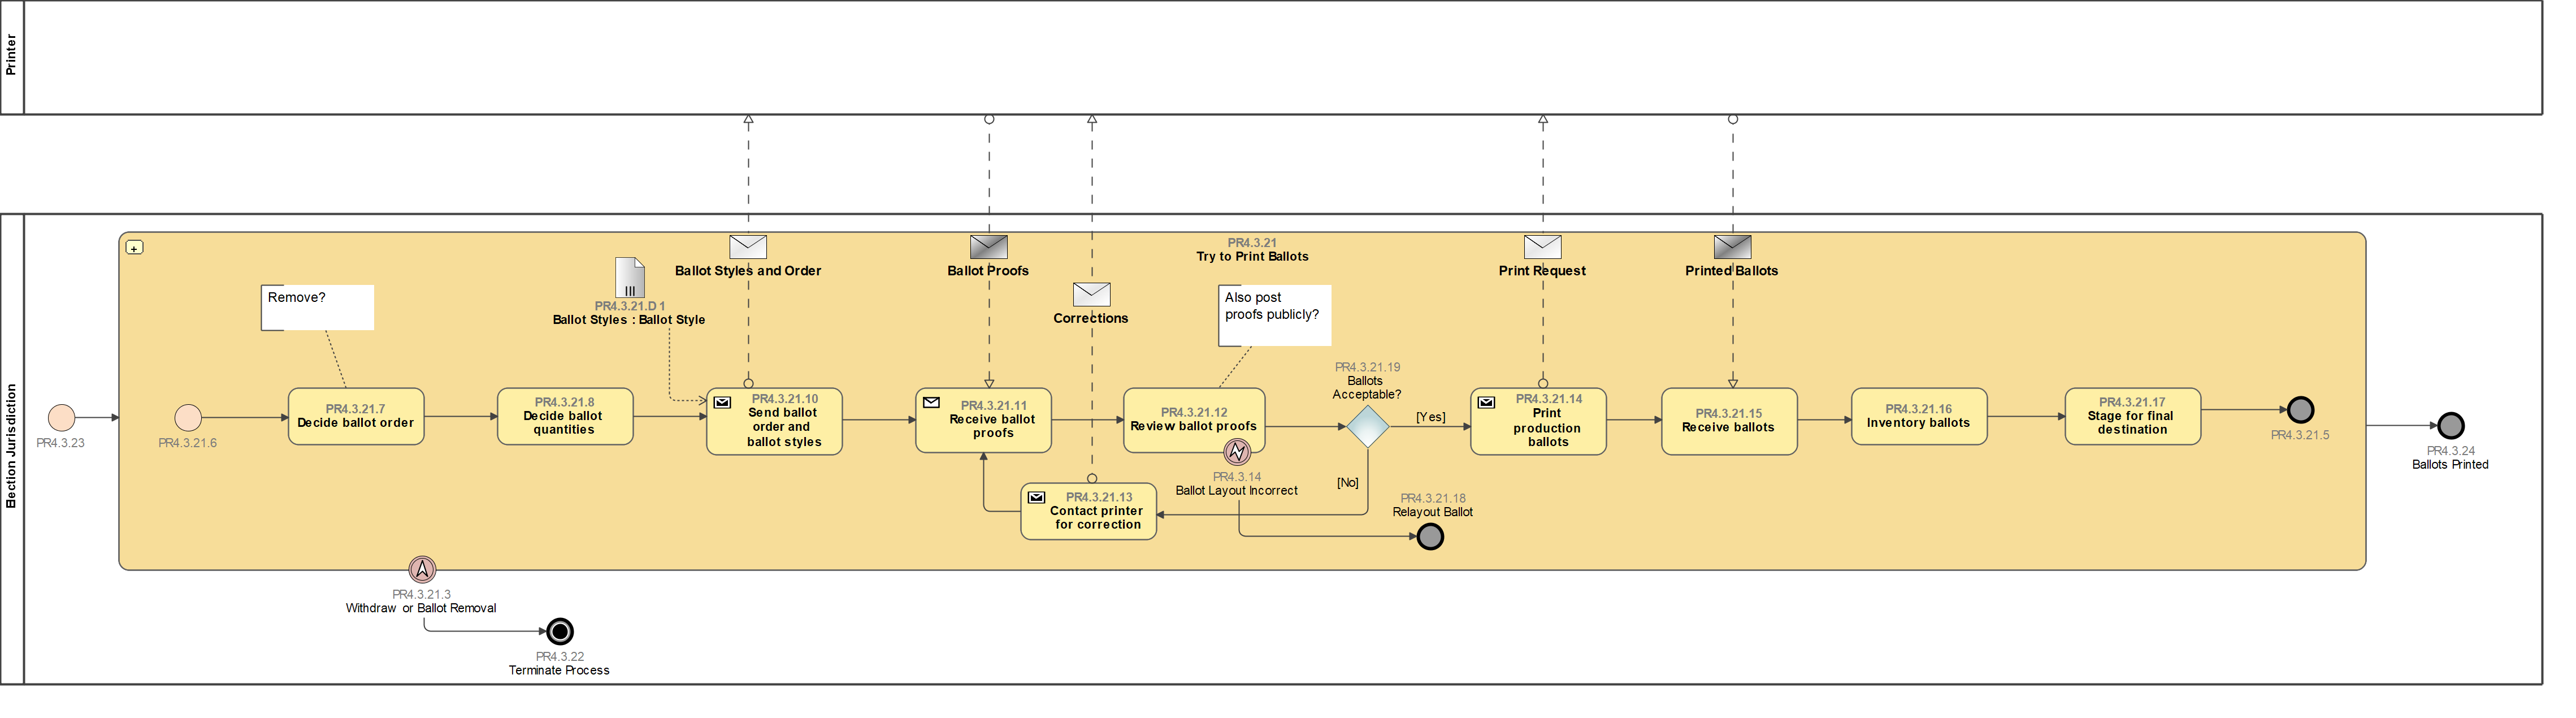 Printer
Election Jurisdiction
PR4.3.23
PR4.3.21
Try to Print Ballots
Ballot Styles and Order
Ballot Proofs
Corrections
Print Request
Printed Ballots
Remove?
PR4.3.21.D 1
Ballot Styles : Ballot Style
Also post
proofs publicly?
PR4.3.21.6
PR4.3.21.7
Decide ballot order
PR4.3.21.8
Decide ballot
quantities
PR4.3.21.10
Send ballot
order and
ballot styles
PR4.3.21.11
Receive ballot
proofs
PR4.3.21.12
Review ballot proofs
PR4.3.21.19
Ballots
Acceptable?
[Yes]
[No]
PR4.3.21.14
Print
production
ballots
PR4.3.21.15
Receive ballots
PR4.3.21.16
Inventory ballots
PR4.3.21.17
Stage for final
destination
PR4.3.21.5
PR4.3.24
Ballots Printed
PR4.3.14
Ballot Layout Incorrect
PR4.3.21.13
Contact printer
for correction
PR4.3.21.18
Relayout Ballot
PR4.3.21.3
Withdraw or Ballot Removal
PR4.3.22
Terminate Process